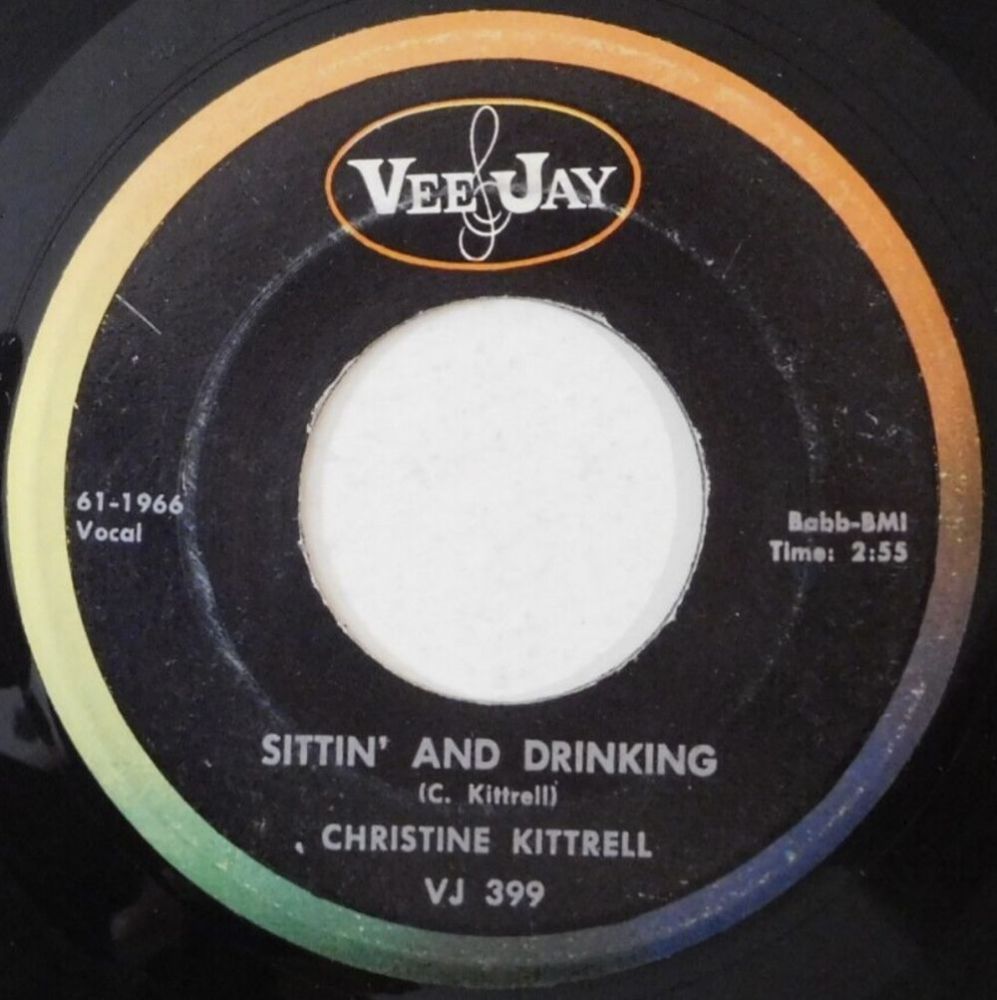 VEE JAY
61-1966
Vocal
Babb-BMI
Time: 2:55
SITTIN' AND DRINKING
(C. Kittrell)
CHRISTINE KITTRELL
VJ 399